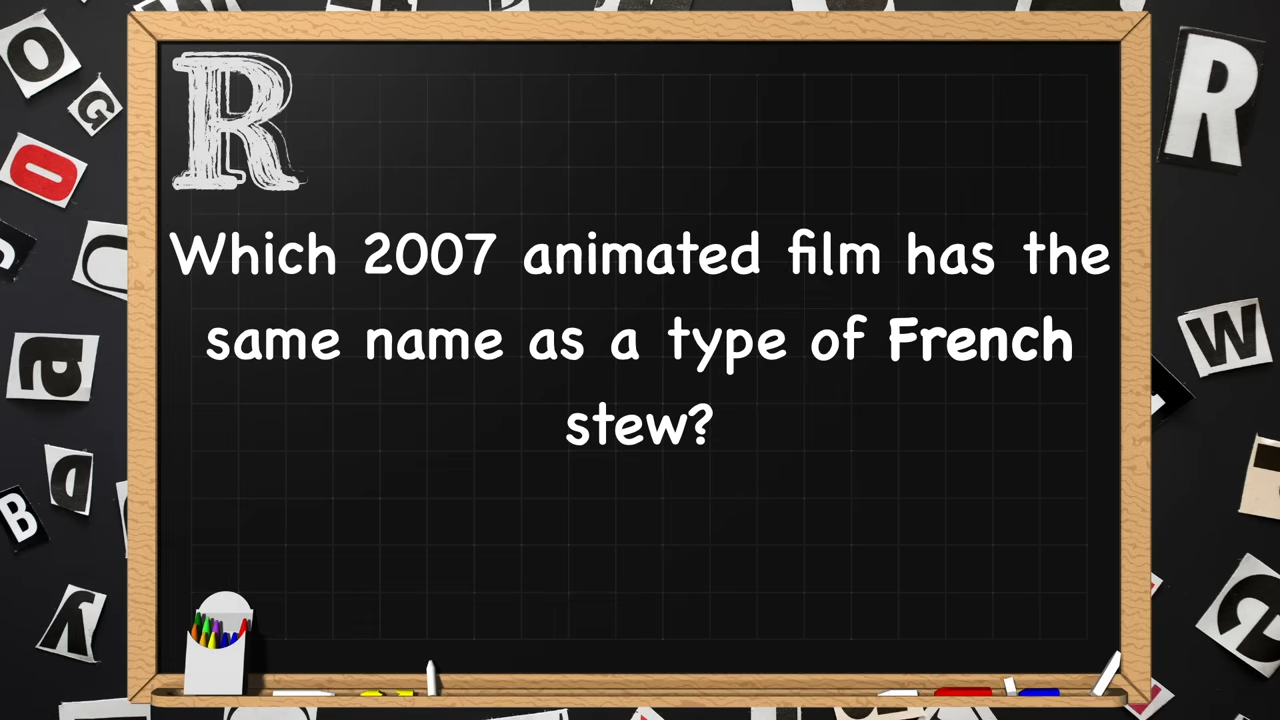 R
Which 2007 animated film has the
same name as a type of French
stew?
O
G
O
a
D
B
y
R
W